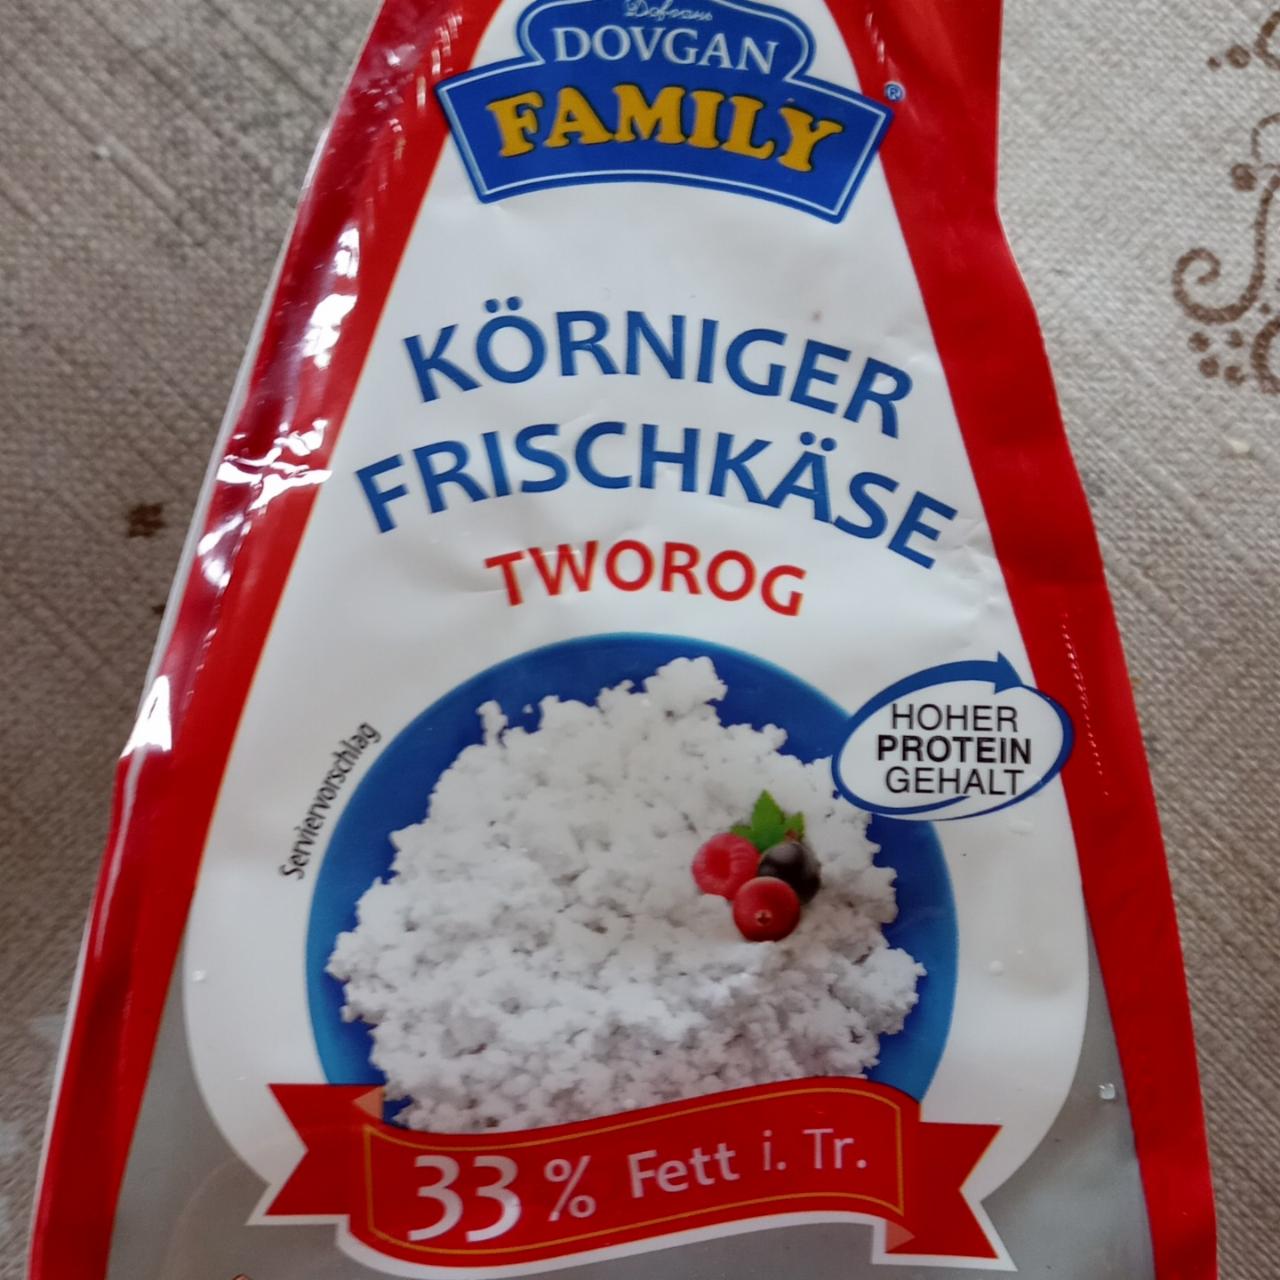 DOVGAN
FAMILY
®
KÖRNIGER
FRISCHKÄSE
TWOROG
Serviervorschlag
HOHER
PROTEIN
GEHALT
33 % Fett i. Tr.